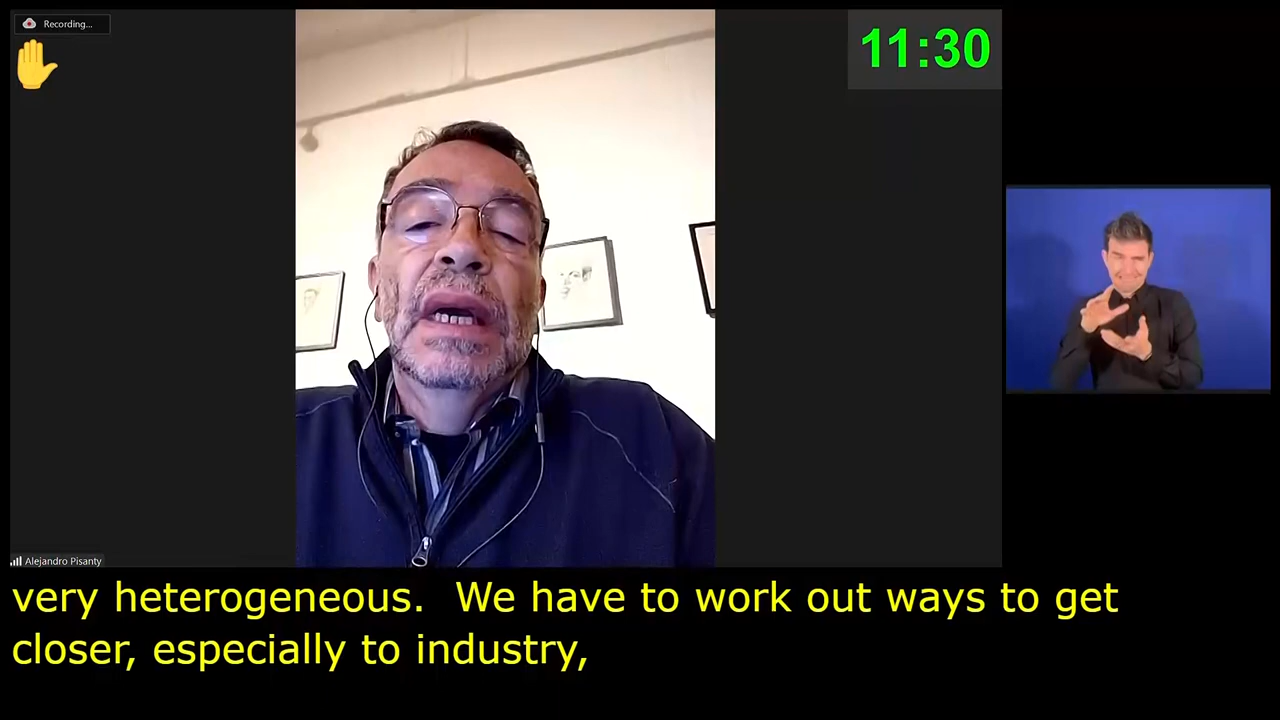 Recording...
11:30
Alejandro Pisanty
very heterogeneous.  We have to work out ways to get
closer, especially to industry,